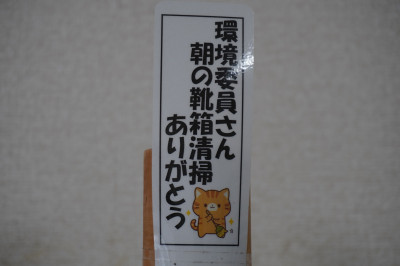 環境委員さん
朝の靴箱清掃
ありがとう